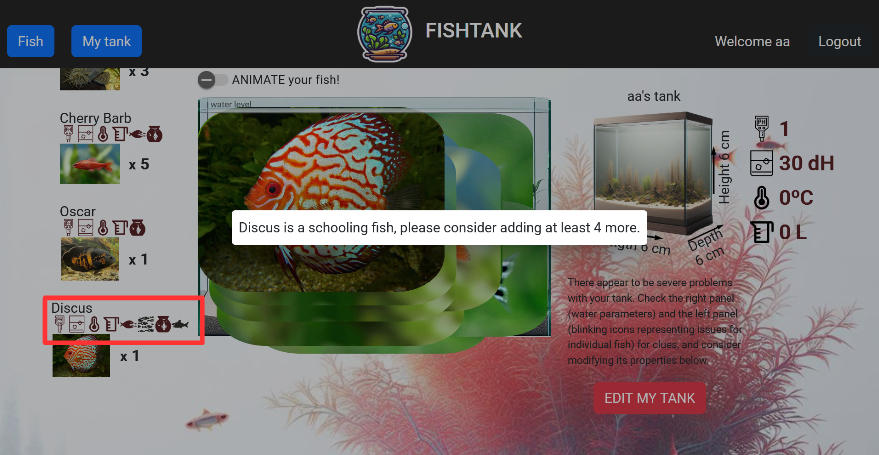 FISHTANK
Fish
My tank
Welcome aa
Logout
x 3
ANIMATE your fish!
water level
Cherry Barb
x 5
Oscar
x 1
Discus
x 1
Discus is a schooling fish, please consider adding at least 4 more.
aa's tank
Height 6 cm
6 cm
Depth
6 cm
PH
1
30 dH
0ºC
0 L
There appear to be severe problems
with your tank. Check the right panel
(water parameters) and the left panel
(blinking icons representing issues for
individual fish) for clues, and consider
modifying its properties below.
EDIT MY TANK